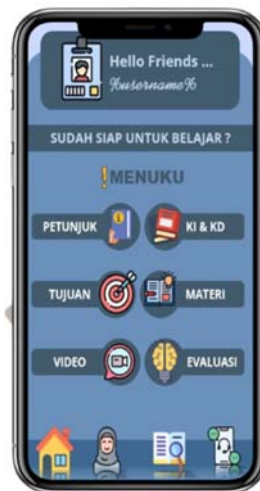 Hello Friends ...
%username%
SUDAH SIAP UNTUK BELAJAR ?
!MENUKU
PETUNJUK
KI & KD
TUJUAN
MATERI
VIDEO
EVALUASI